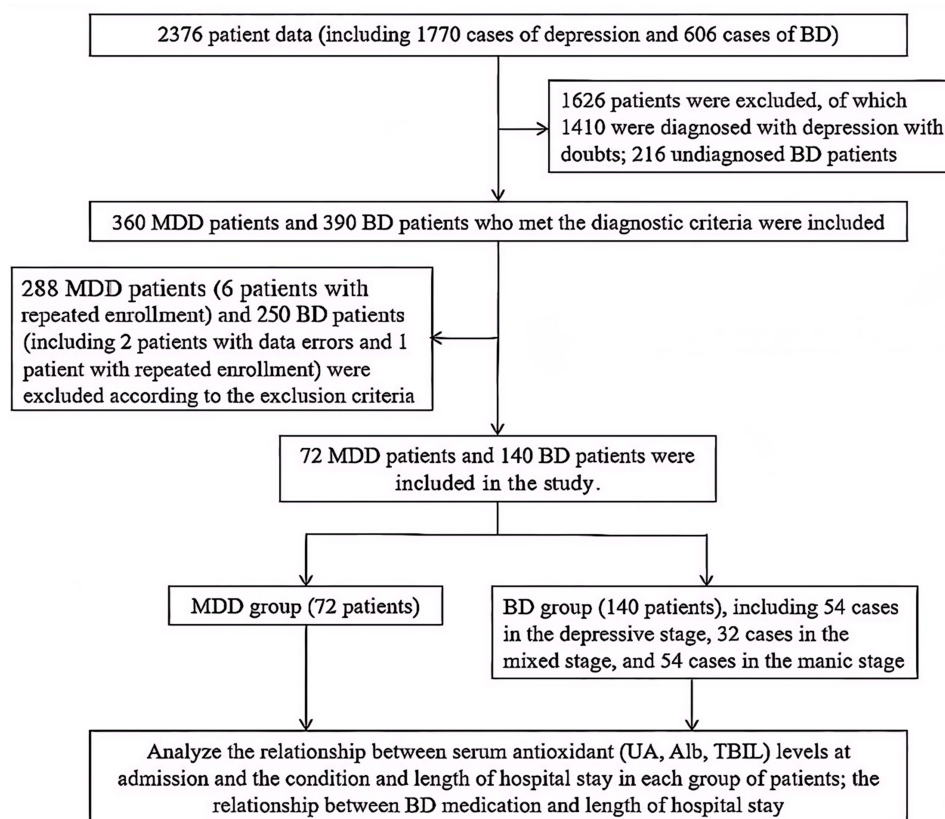 2376 patient data (including 1770 cases of depression and 606 cases of BD)
1626 patients were excluded, of which
1410 were diagnosed with depression with
doubts; 216 undiagnosed BD patients
360 MDD patients and 390 BD patients who met the diagnostic criteria were included
288 MDD patients (6 patients with
repeated enrollment) and 250 BD patients
(including 2 patients with data errors and 1
patient with repeated enrollment) were
excluded according to the exclusion criteria
72 MDD patients and 140 BD patients were
included in the study.
MDD group (72 patients)
BD group (140 patients), including 54 cases
in the depressive stage, 32 cases in the
mixed stage, and 54 cases in the manic stage
Analyze the relationship between serum antioxidant (UA, Alb, TBIL) levels at
admission and the condition and length of hospital stay in each group of patients; the
relationship between BD medication and length of hospital stay